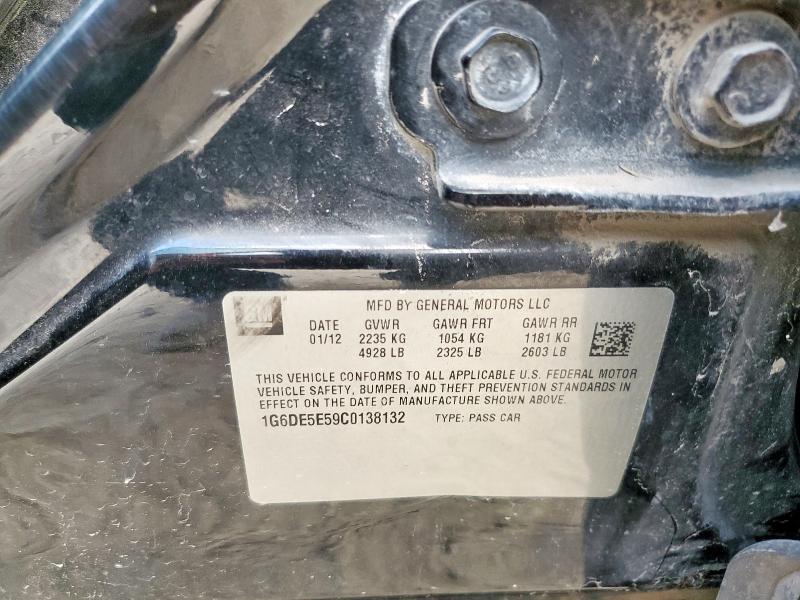 MFD BY GENERAL MOTORS LLC
DATE GVWR GAWR FRT GAWR RR
01/12 2235 KG 1054 KG 1181 KG
4928 LB 2325 LB 2603 LB
THIS VEHICLE CONFORMS TO ALL APPLICABLE U.S. FEDERAL MOTOR
VEHICLE SAFETY, BUMPER, AND THEFT PREVENTION STANDARDS IN
EFFECT ON THE DATE OF MANUFACTURE SHOWN ABOVE.
1G6DE5E59C0138132 TYPE: PASS CAR